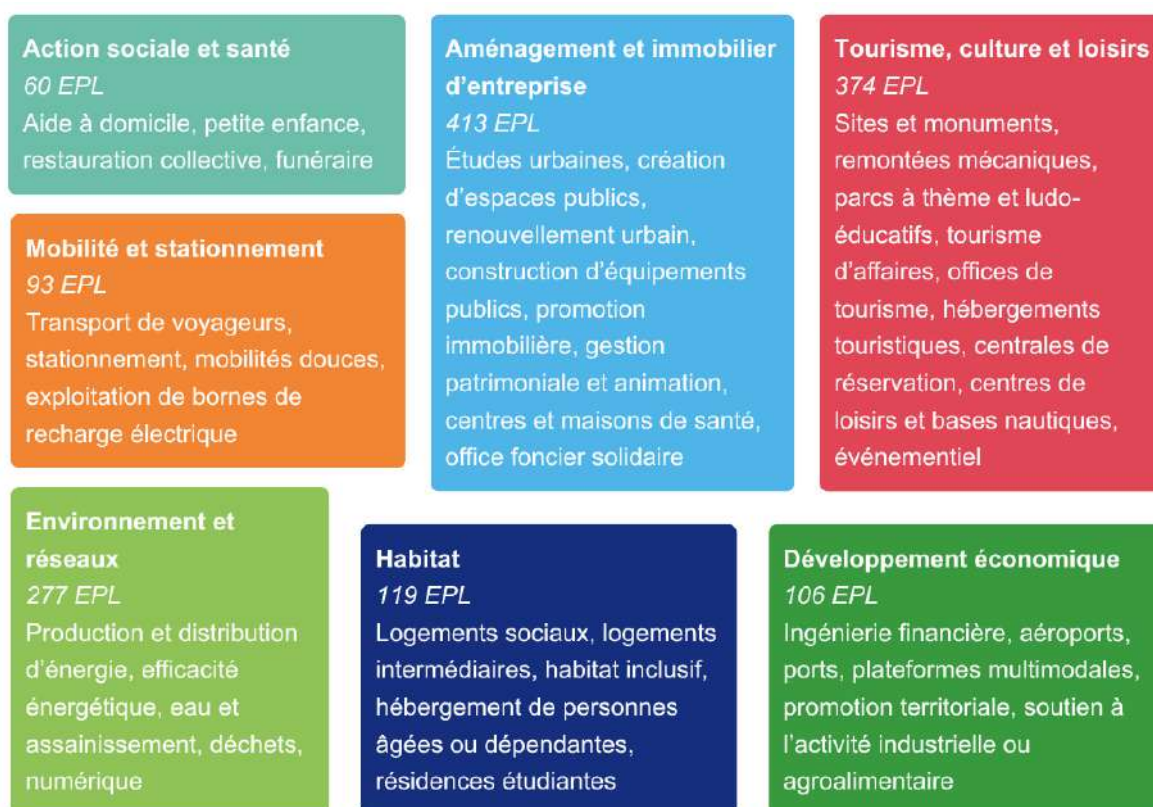 Action sociale et santé
60 EPL
Aide à domicile, petite enfance,
restauration collective, funéraire
Mobilité et stationnement
93 EPL
Transport de voyageurs,
stationnement, mobilités douces,
exploitation de bornes de
recharge électrique
Aménagement et immobilier
d'entreprise
413 EPL
Études urbaines, création
d'espaces publics,
renouvellement urbain,
construction d'équipements
publics, promotion
immobilière, gestion
patrimoniale et animation,
centres et maisons de santé,
office foncier solidaire
Tourisme, culture et loisirs
374 EPL
Sites et monuments,
remontées mécaniques,
parcs à thème et ludo-
éducatifs, tourisme
d'affaires, offices de
tourisme, hébergements
touristiques, centrales de
réservation, centres de
loisirs et bases nautiques,
événementiel
Environnement et
réseaux
277 EPL
Production et distribution
d'énergie, efficacité
énergétique, eau et
assainissement, déchets,
numérique
Habitat
119 EPL
Logements sociaux, logements
intermédiaires, habitat inclusif,
hébergement de personnes
âgées ou dépendantes,
résidences étudiantes
Développement économique
106 EPL
Ingénierie financière, aéroports,
ports, plateformes multimodales,
promotion territoriale, soutien à
l'activité industrielle ou
agroalimentaire